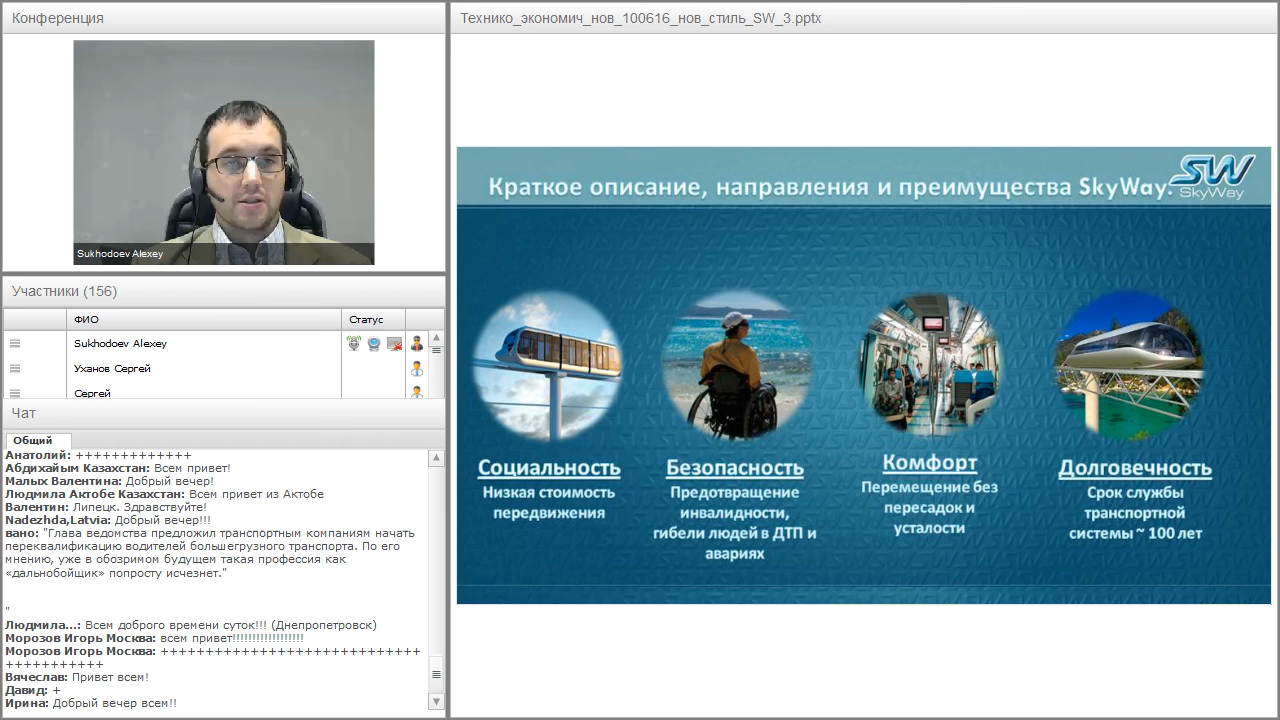 Конференция
Sukhodoev Alexey
Участники (156)
ФИО
Статус
Sukhodoev Alexey
Уханов Сергей
Сергей
Чат
Общий
Анатолий: +++++++++++++
Абдихайым Казахстан: Всем привет!
Малых Валентина: Добрый вечер!
Людмила Актобе Казахстан: Всем привет из Актобе
Валентин: Липецк. Здравствуйте!
Nadezhda,Latvia: Добрый вечер!!!
вано: "Глава ведомства предложил транспортным компаниям начать
переквалификацию водителей большегрузного транспорта. По его
мнению, уже в обозримом будущем такая профессия как
«дальнобойщик» попросту исчезнет."
"
Людмила...: Всем доброго времени суток!!! (Днепропетровск)
Морозов Игорь Москва: всем привет!!!!!!!!!!!!!!!!!!
Морозов Игорь Москва: +++++++++++++++++++++++++++++
+++++++++++
Вячеслав: Привет всем!
Давид: +
Ирина: Добрый вечер всем!!
Технико_экономич_нов_100616_нов_стиль_SW_3.pptx
Краткое описание, направления и преимущества SkyWay.
SW
SkyWay
Социальность
Низкая стоимость
передвижения
Безопасность
Предотвращение
инвалидности,
гибели людей в ДТП и
авариях
Комфорт
Перемещение без
пересадок и
усталости
Долговечность
Срок службы
транспортной
системы ~ 100 лет